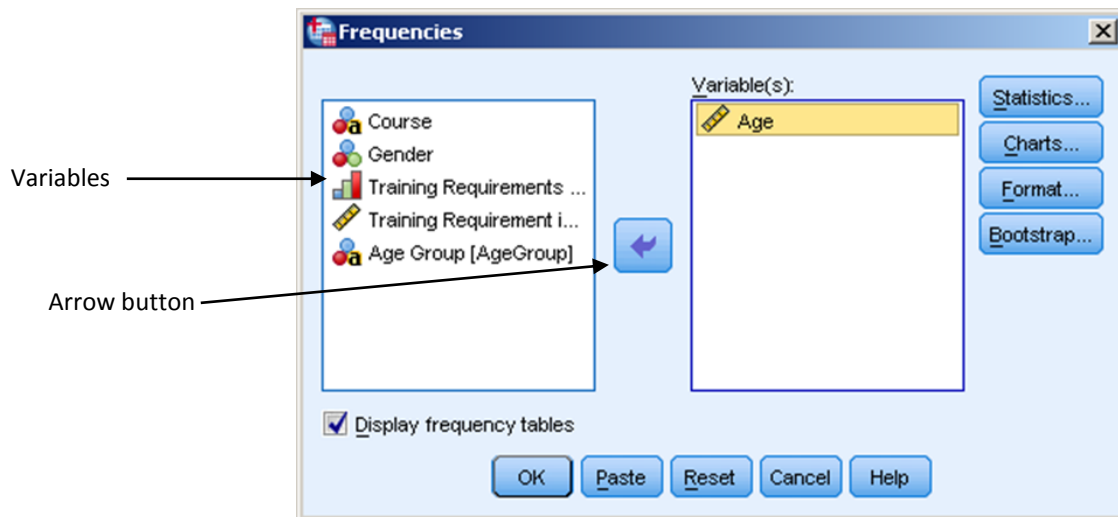 Frequencies
Variable(s):
Course
Gender
Training Requirements ...
Training Requirement i...
Age Group [AgeGroup]
Age
Statistics...
Charts...
Format...
Bootstrap...
Variables
Arrow button
Display frequency tables
OK Paste Reset Cancel Help